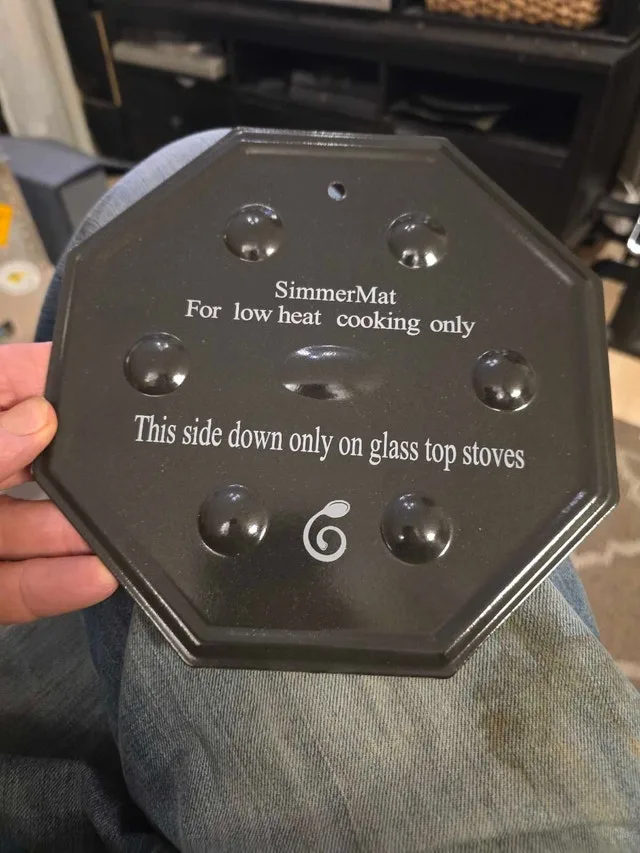 SimmerMat
For low heat cooking only
This side down only on glass top stoves